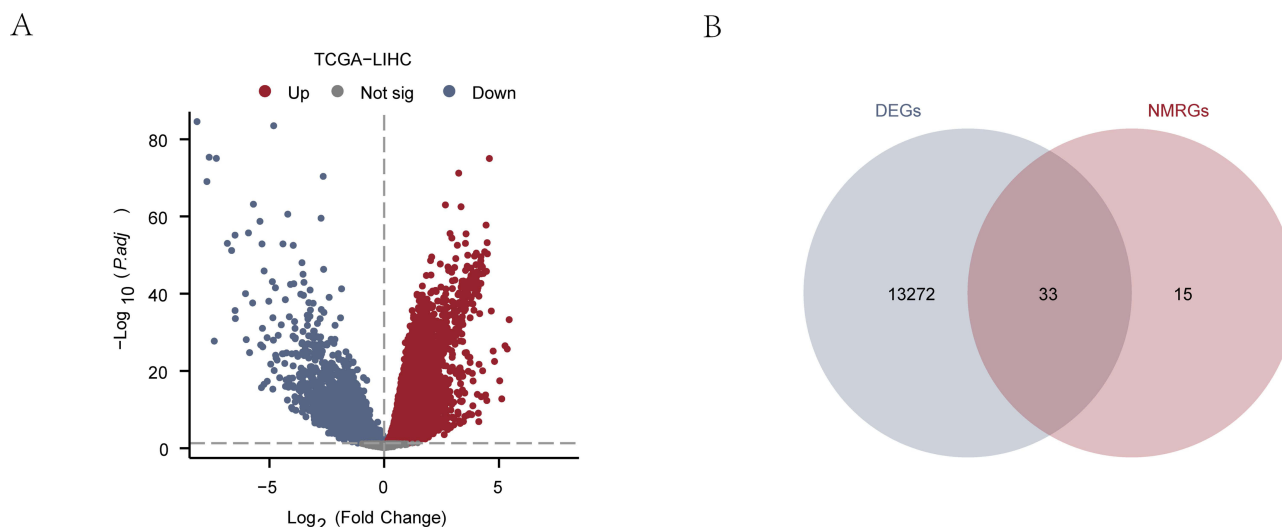 A
B
TCGA−LIHC
Up Not sig Down
DEGs
NMRGs
−Log 10 ( P.adj )
80
60
40
20
0
−5 0 5
Log2 (Fold Change)
13272 33 15